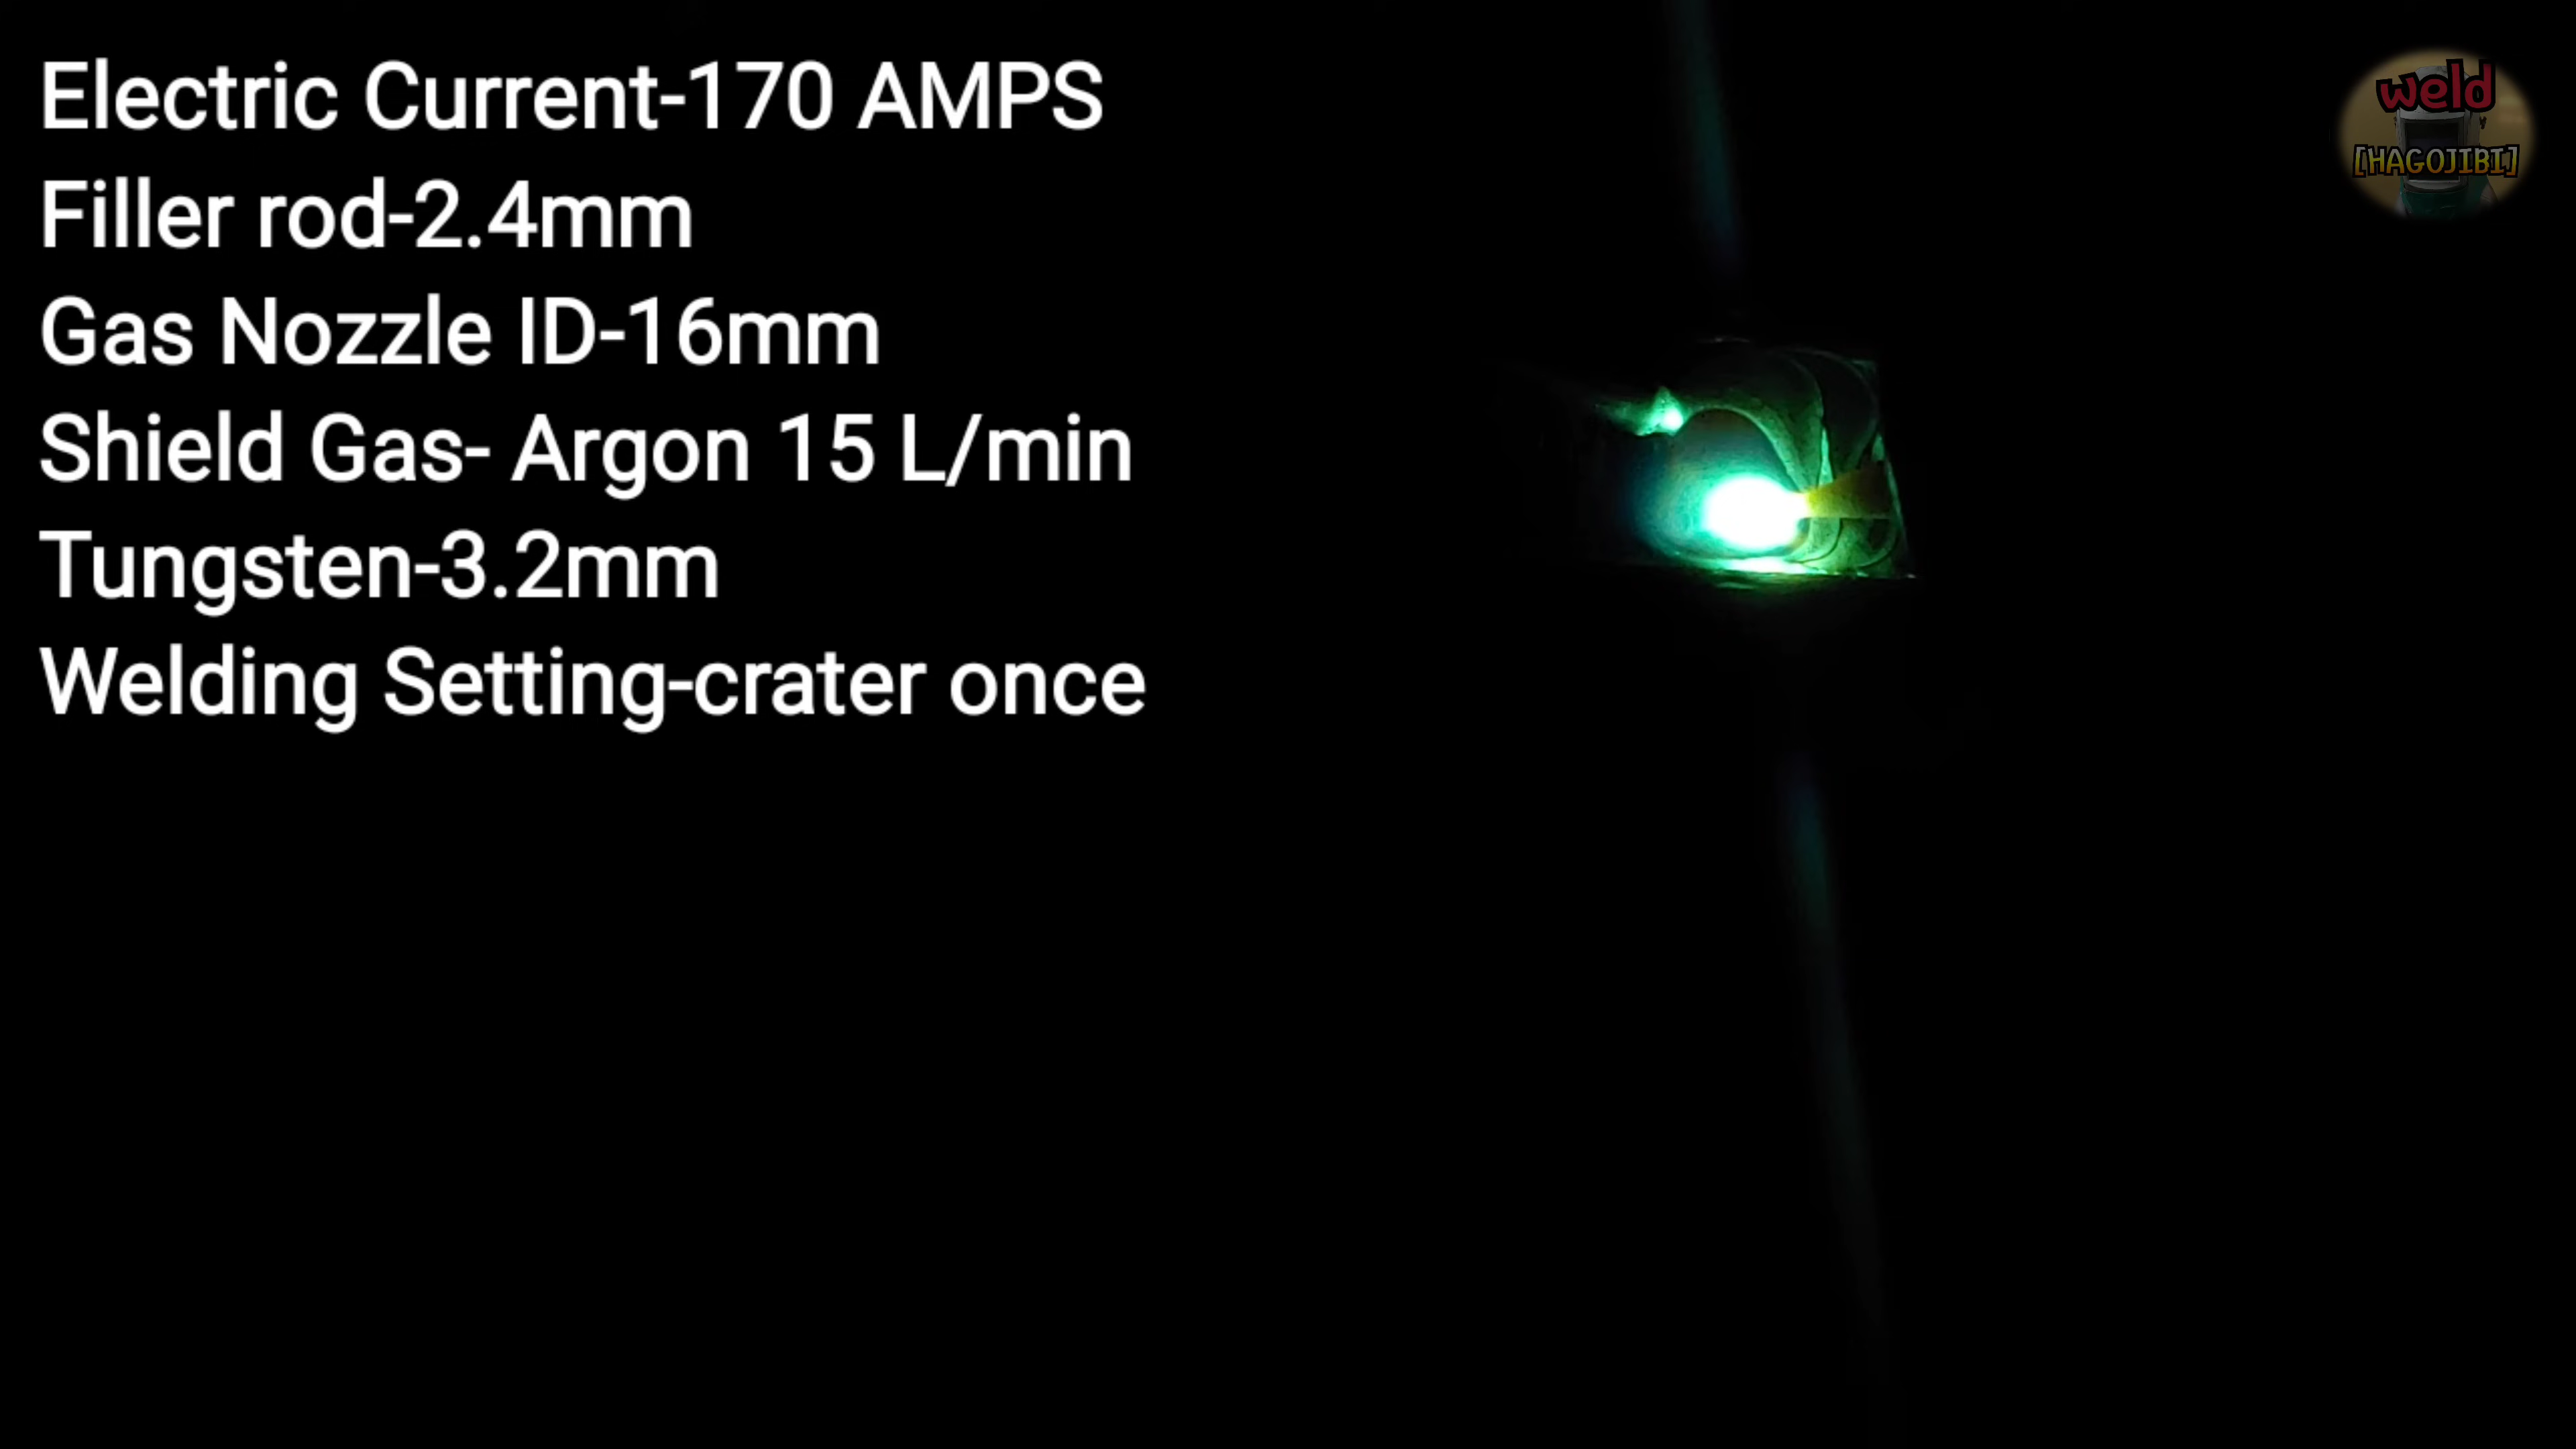 Electric Current-170 AMPS
Filler rod-2.4mm
Gas Nozzle ID-16mm
Shield Gas- Argon 15 L/min
Tungsten-3.2mm
Welding Setting-crater once
weld
[HAGOJIBI]